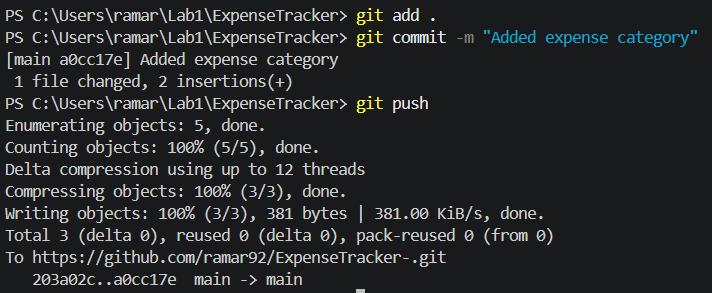 PS C:\Users\ramar\Lab1\ExpenseTracker> git add .
PS C:\Users\ramar\Lab1\ExpenseTracker> git commit -m "Added expense category"
[main a0cc17e] Added expense category
 1 file changed, 2 insertions(+)
PS C:\Users\ramar\Lab1\ExpenseTracker> git push
Enumerating objects: 5, done.
Counting objects: 100% (5/5), done.
Delta compression using up to 12 threads
Compressing objects: 100% (3/3), done.
Writing objects: 100% (3/3), 381 bytes | 381.00 KiB/s, done.
Total 3 (delta 0), reused 0 (delta 0), pack-reused 0 (from 0)
To https://github.com/ramar92/ExpenseTracker-.git
   203a02c..a0cc17e  main -> main